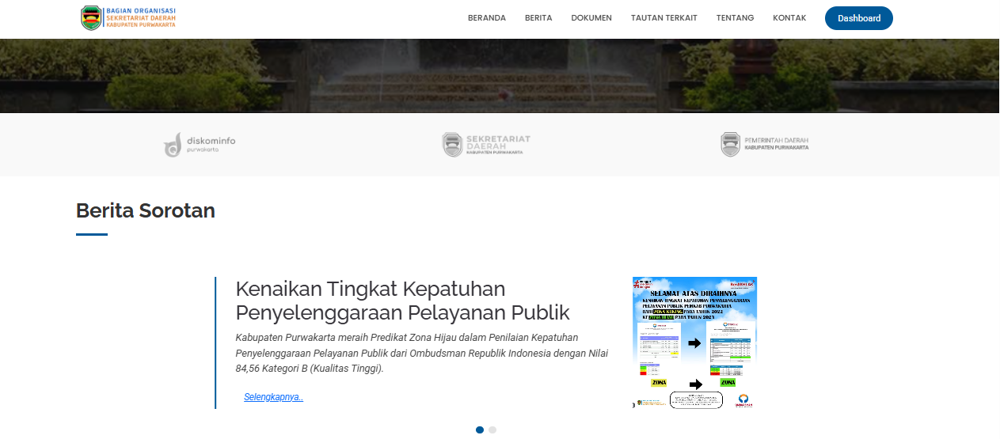 BAGIAN ORGANISASI
SEKRETARIAT DAERAH
KABUPATEN PURWAKARTA
BERANDA BERITA DOKUMEN TAUTAN TERKAIT TENTANG KONTAK Dashboard
diskominfo
purwakarta
SEKRETARIAT
DAERAH
KABUPATEN PURWAKARTA
PEMERINTAH DAERAH
KABUPATEN PURWAKARTA
Berita Sorotan
Kenaikan Tingkat Kepatuhan
Penyelenggaraan Pelayanan Publik
Kabupaten Purwakarta meraih Predikat Zona Hijau dalam Penilaian Kepatuhan
Penyelenggaraan Pelayanan Publik dari Ombudsman Republik Indonesia dengan Nilai
84,56 Kategori B (Kualitas Tinggi).
Selengkapnya..
SELAMAT ATAS DIRAIHNYA
KENAIKAN TINGKAT KEPATUHAN PENYELENGGARAAN
PELAYANAN PUBLIK PEMKAB PURWAKARTA
DARI ZONA KUNING PADA TAHUN 2022
KE ZONA HIJAU PADA TAHUN 2023
ZONA
ZONA